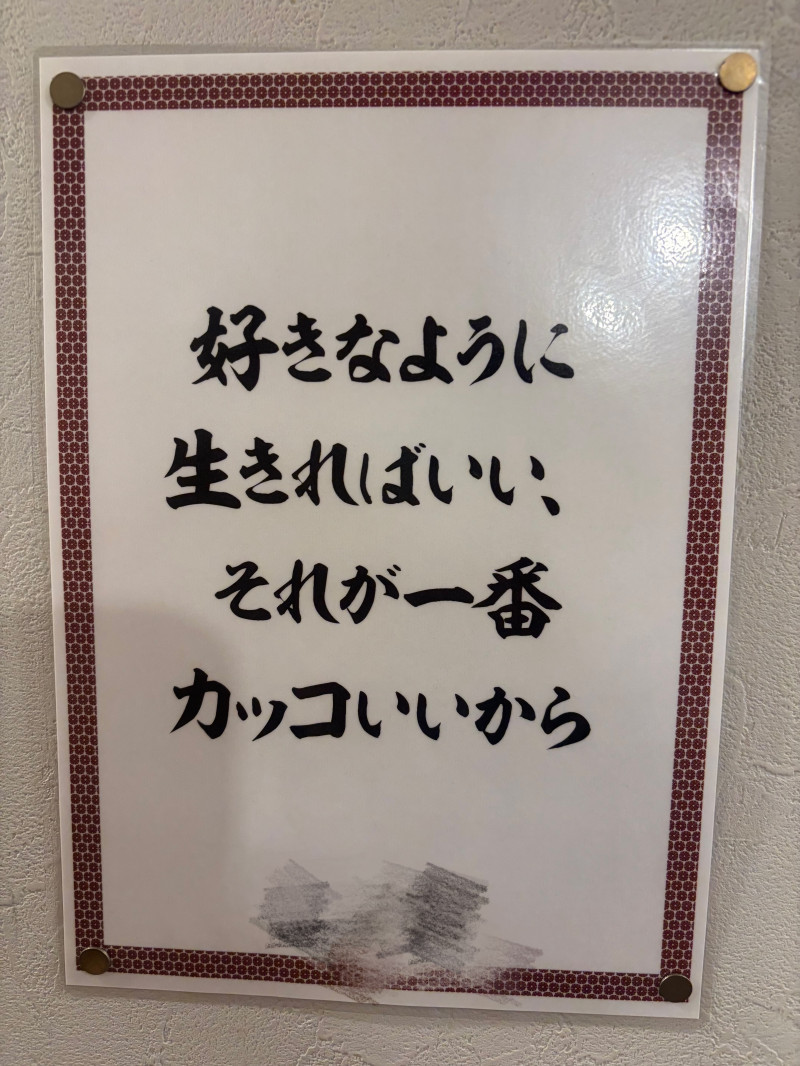 好きなように
生きればいい、
それが一番
カッコいいから